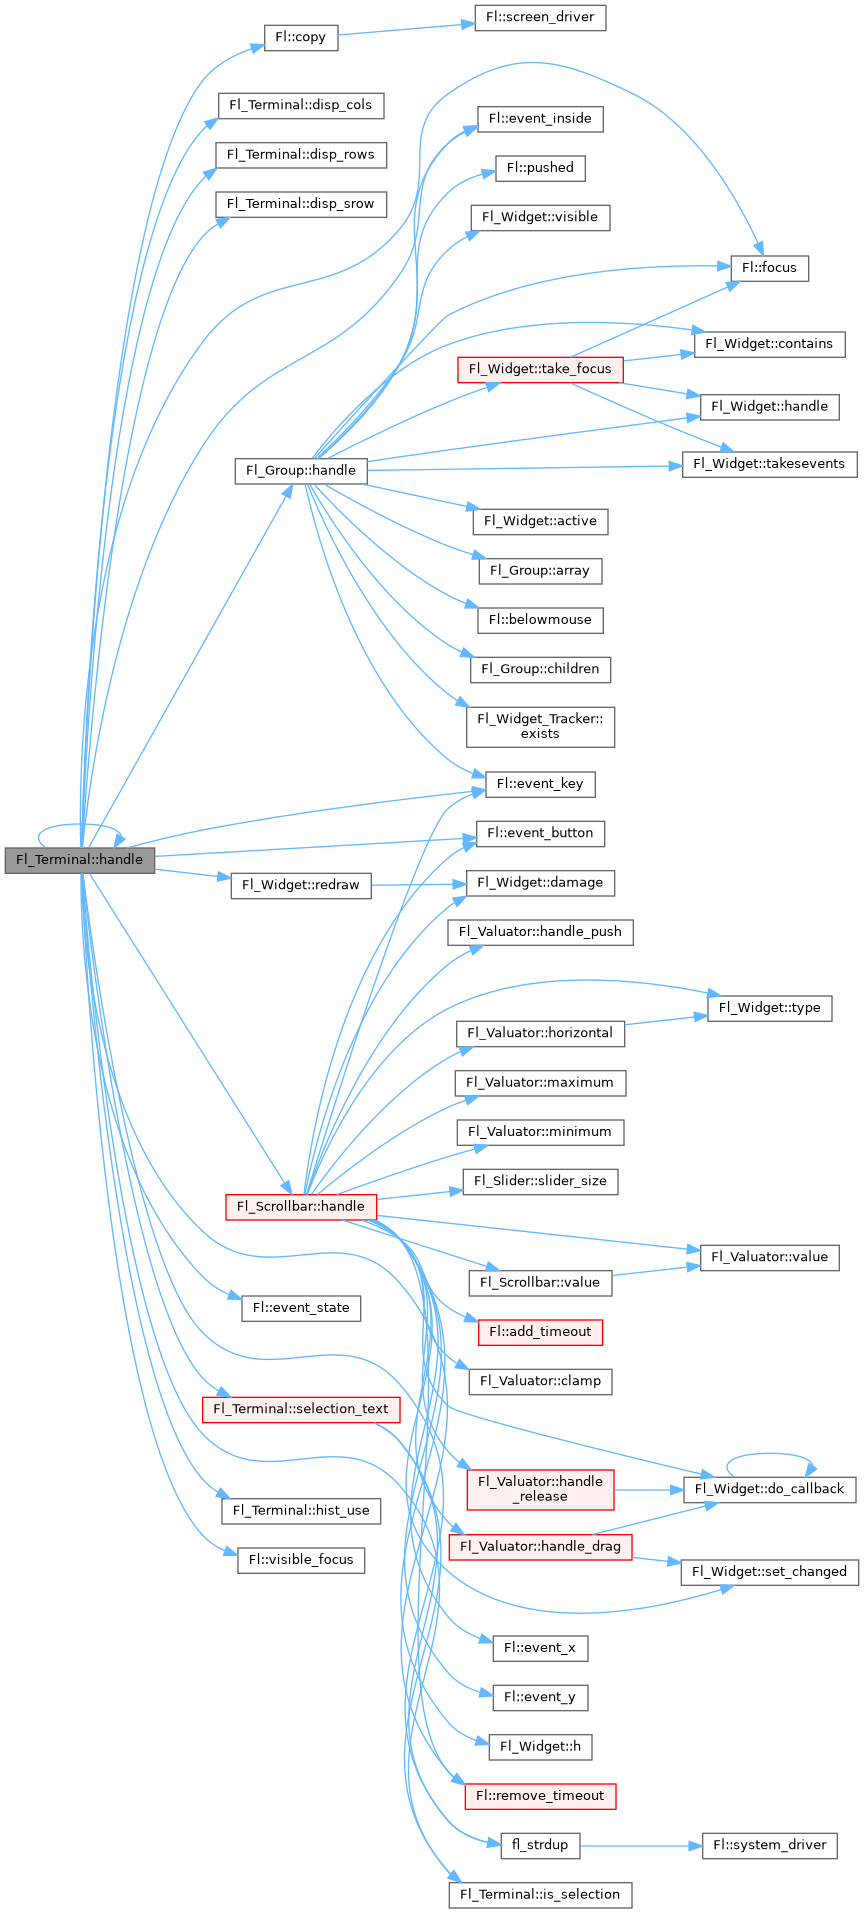 Fl::screen_driver
Fl::copy
Fl_Terminal::disp_cols
Fl::event_inside
Fl_Terminal::disp_rows
Fl::pushed
Fl_Terminal::disp_srow
Fl_Widget::visible
Fl::focus
Fl_Widget::contains
Fl_Widget::take_focus
Fl_Widget::handle
Fl_Group::handle
Fl_Widget::takesevents
Fl_Widget::active
Fl_Group::array
Fl::belowmouse
Fl_Group::children
Fl_Widget_Tracker::
exists
Fl::event_key
Fl::event_button
Fl_Terminal::handle
Fl_Widget::redraw
Fl_Widget::damage
Fl_Valuator::handle_push
Fl_Widget::type
Fl_Valuator::horizontal
Fl_Valuator::maximum
Fl_Valuator::minimum
Fl_Slider::slider_size
Fl_Scrollbar::handle
Fl_Valuator::value
Fl_Scrollbar::value
Fl::event_state
Fl::add_timeout
Fl_Valuator::clamp
Fl_Terminal::selection_text
Fl_Valuator::handle
_release
Fl_Widget::do_callback
Fl_Terminal::hist_use
Fl_Valuator::handle_drag
Fl::visible_focus
Fl_Widget::set_changed
Fl::event_x
Fl::event_y
Fl_Widget::h
Fl::remove_timeout
fl_strdup
Fl::system_driver
Fl_Terminal::is_selection